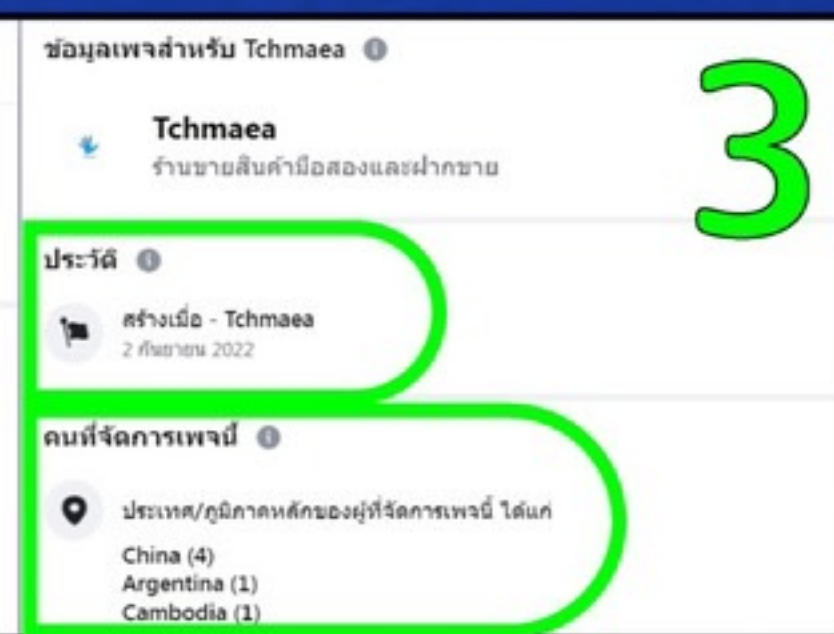 ข้อมูลเพจสำหรับ Tchmaea
3
Tchmaea
ร้านขายสินค้ามือสองและฝากขาย
ประวัติ
สร้างเมื่อ - Tchmaea
2 กันยายน 2022
คนที่จัดการเพจนี้
ประเทศ/ภูมิภาคหลักของผู้ที่จัดการเพจนี้ ได้แก่
China (4)
Argentina (1)
Cambodia (1)